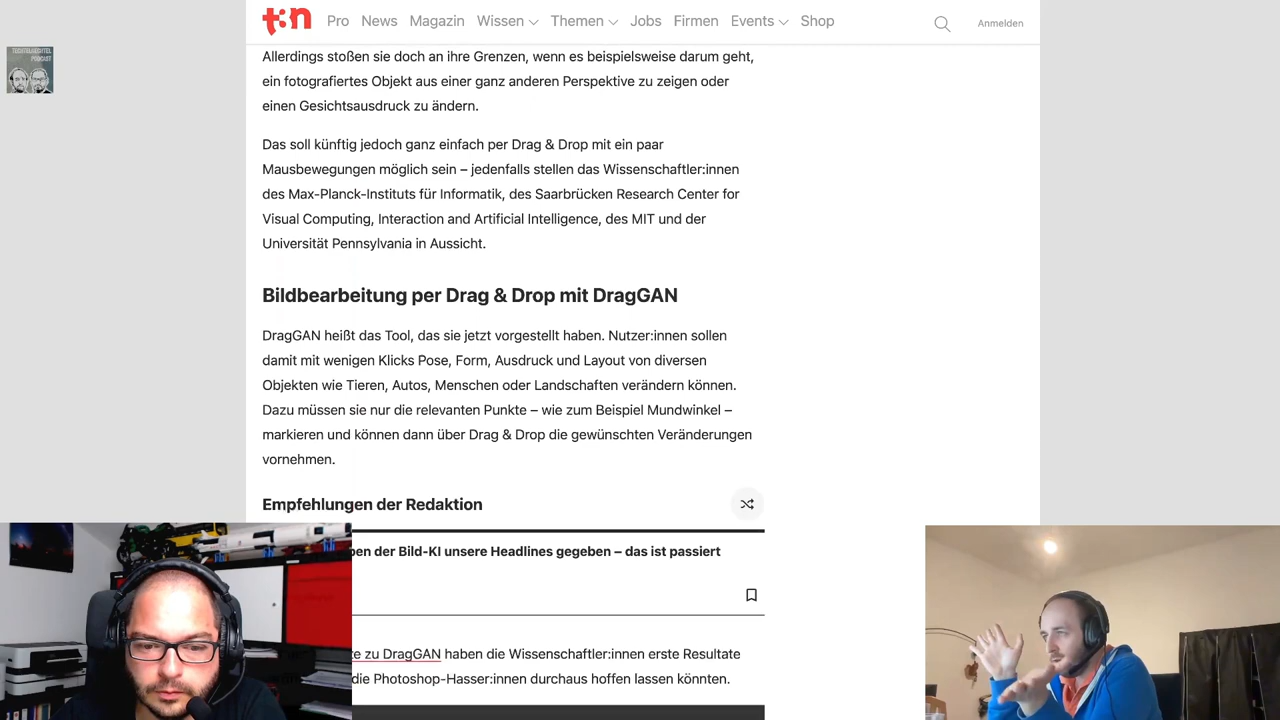 t3n
Pro News Magazin Wissen Themen Jobs Firmen Events Shop
Anmelden
TECHTELMECHTEL
PODCAST
Allerdings stoßen sie doch an ihre Grenzen, wenn es beispielsweise darum geht,
ein fotografiertes Objekt aus einer ganz anderen Perspektive zu zeigen oder
einen Gesichtsausdruck zu ändern.
Das soll künftig jedoch ganz einfach per Drag & Drop mit ein paar
Mausbewegungen möglich sein – jedenfalls stellen das Wissenschaftler:innen
des Max-Planck-Instituts für Informatik, des Saarbrücken Research Center for
Visual Computing, Interaction and Artificial Intelligence, des MIT und der
Universität Pennsylvania in Aussicht.
Bildbearbeitung per Drag & Drop mit DragGAN
DragGAN heißt das Tool, das sie jetzt vorgestellt haben. Nutzer:innen sollen
damit mit wenigen Klicks Pose, Form, Ausdruck und Layout von diversen
Objekten wie Tieren, Autos, Menschen oder Landschaften verändern können.
Dazu müssen sie nur die relevanten Punkte – wie zum Beispiel Mundwinkel –
markieren und können dann über Drag & Drop die gewünschten Veränderungen
vornehmen.
Empfehlungen der Redaktion
der Bild-KI unsere Headlines gegeben – das ist passiert
zu DragGAN haben die Wissenschaftler:innen erste Resultate
die Photoshop-Hasser:innen durchaus hoffen lassen könnten.